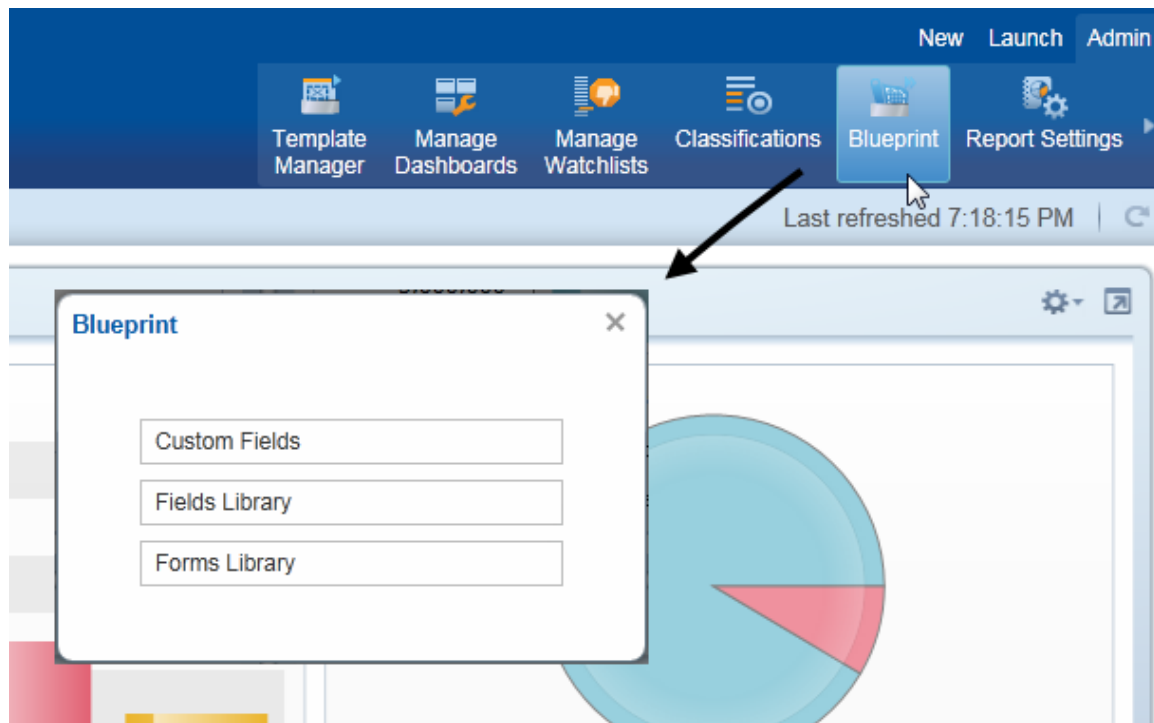 New Launch Admin
Template Manage Manage Classifications Blueprint Report Settings
Manager Dashboards Watchlists
Last refreshed 7:18:15 PM
Blueprint
Custom Fields
Fields Library
Forms Library